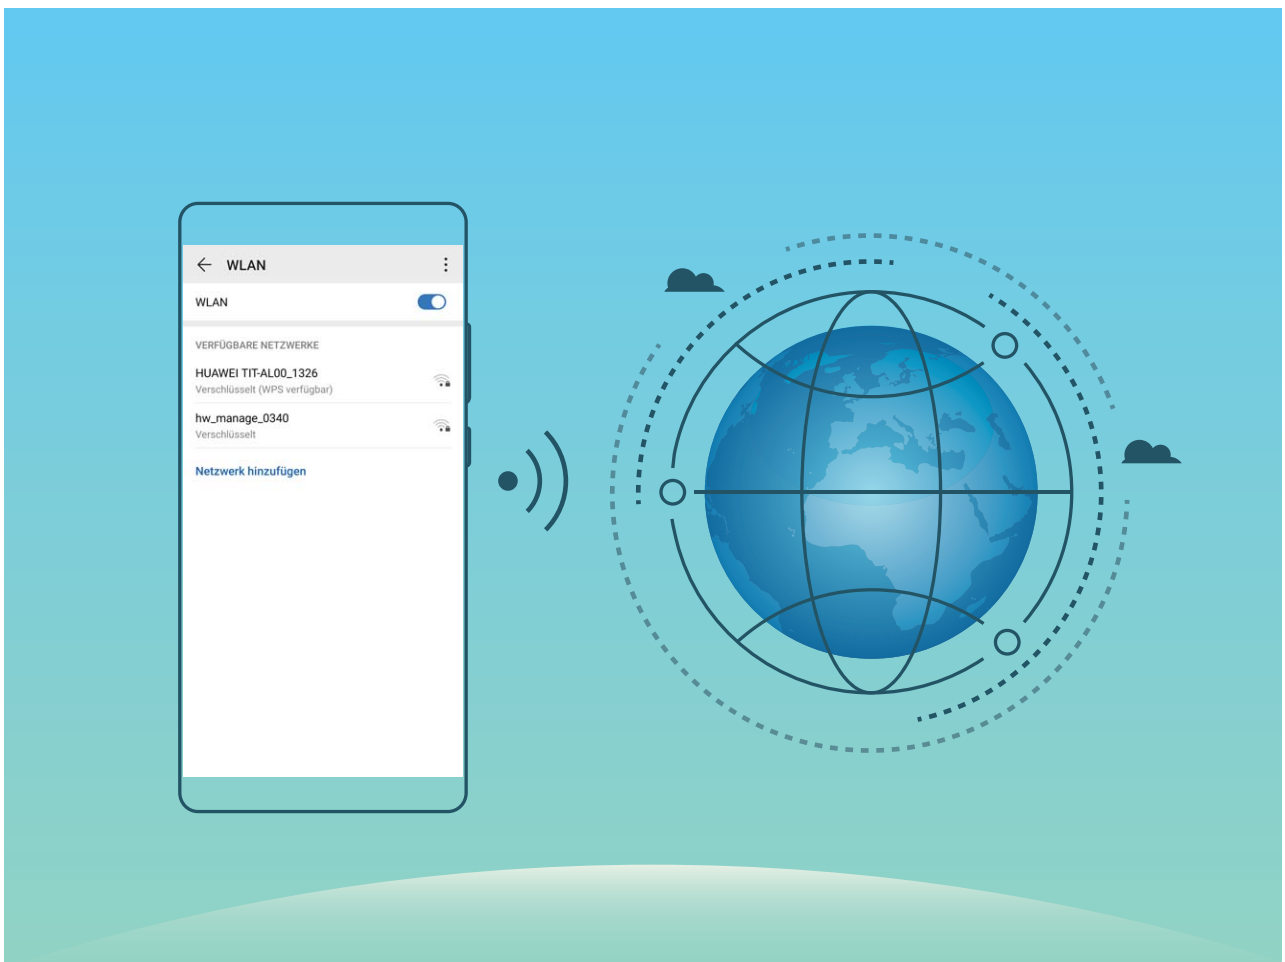 WLAN
WLAN
VERFÜGBARE NETZWERKE
HUAWEI TIT-AL00_1326
Verschlüsselt (WPS verfügbar)
hw_manage_0340
Verschlüsselt
Netzwerk hinzufügen